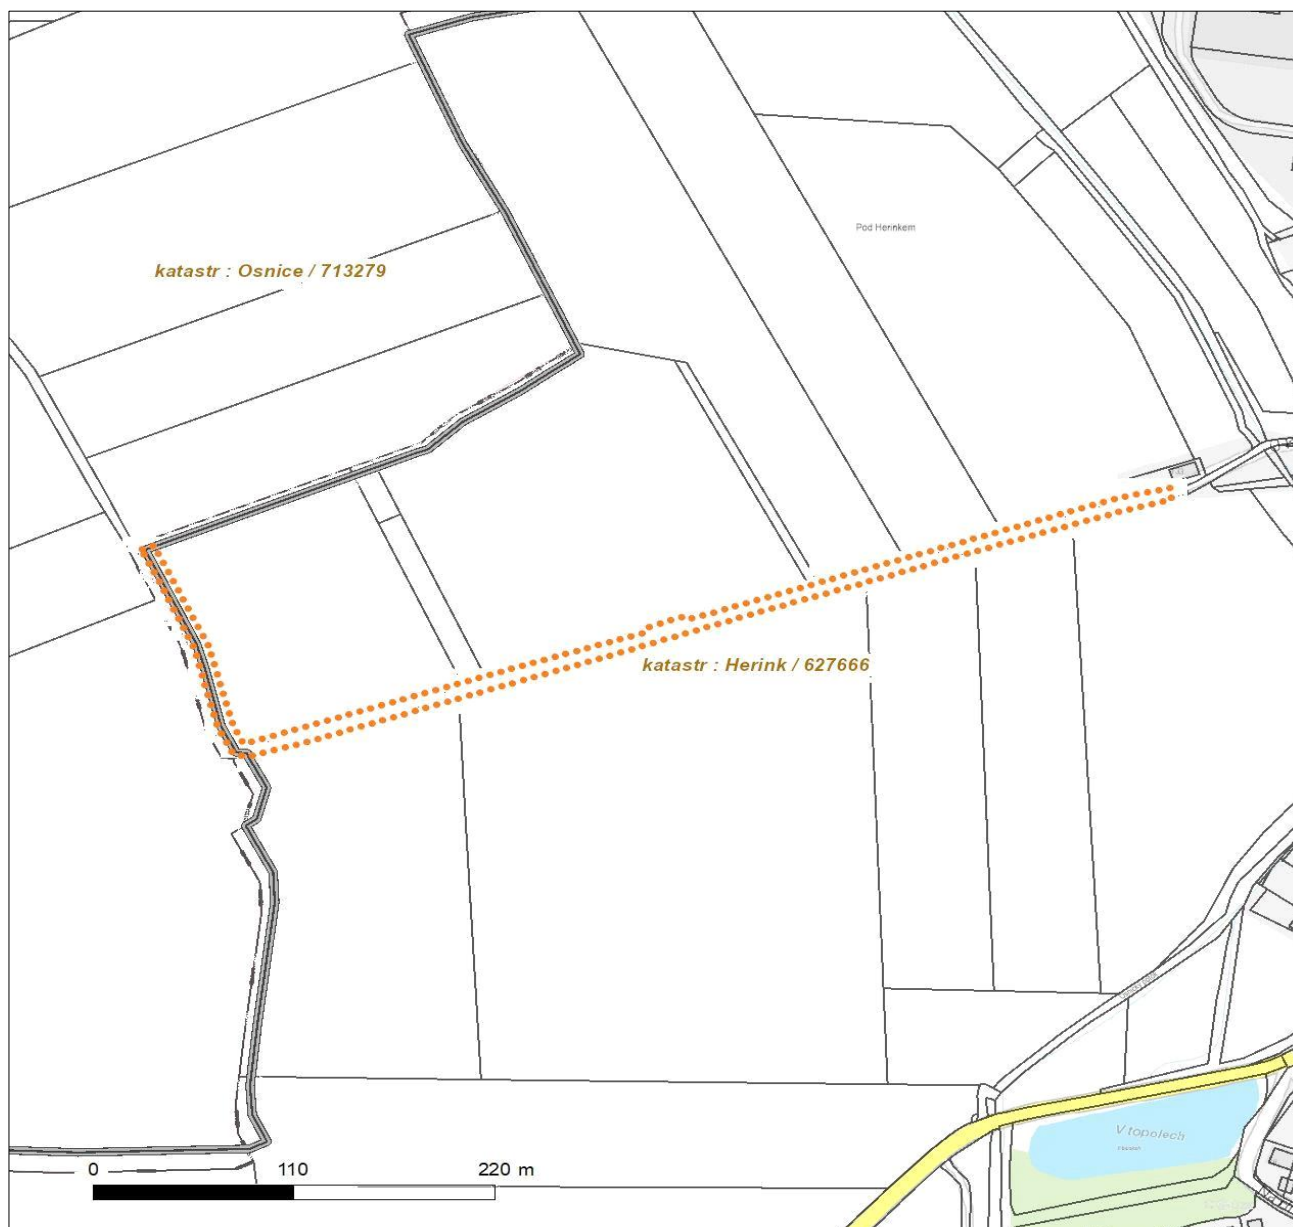 Pod Herinkem
katastr : Osnice / 713279
katastr : Herink / 627666
V topolech
0 110 220 m